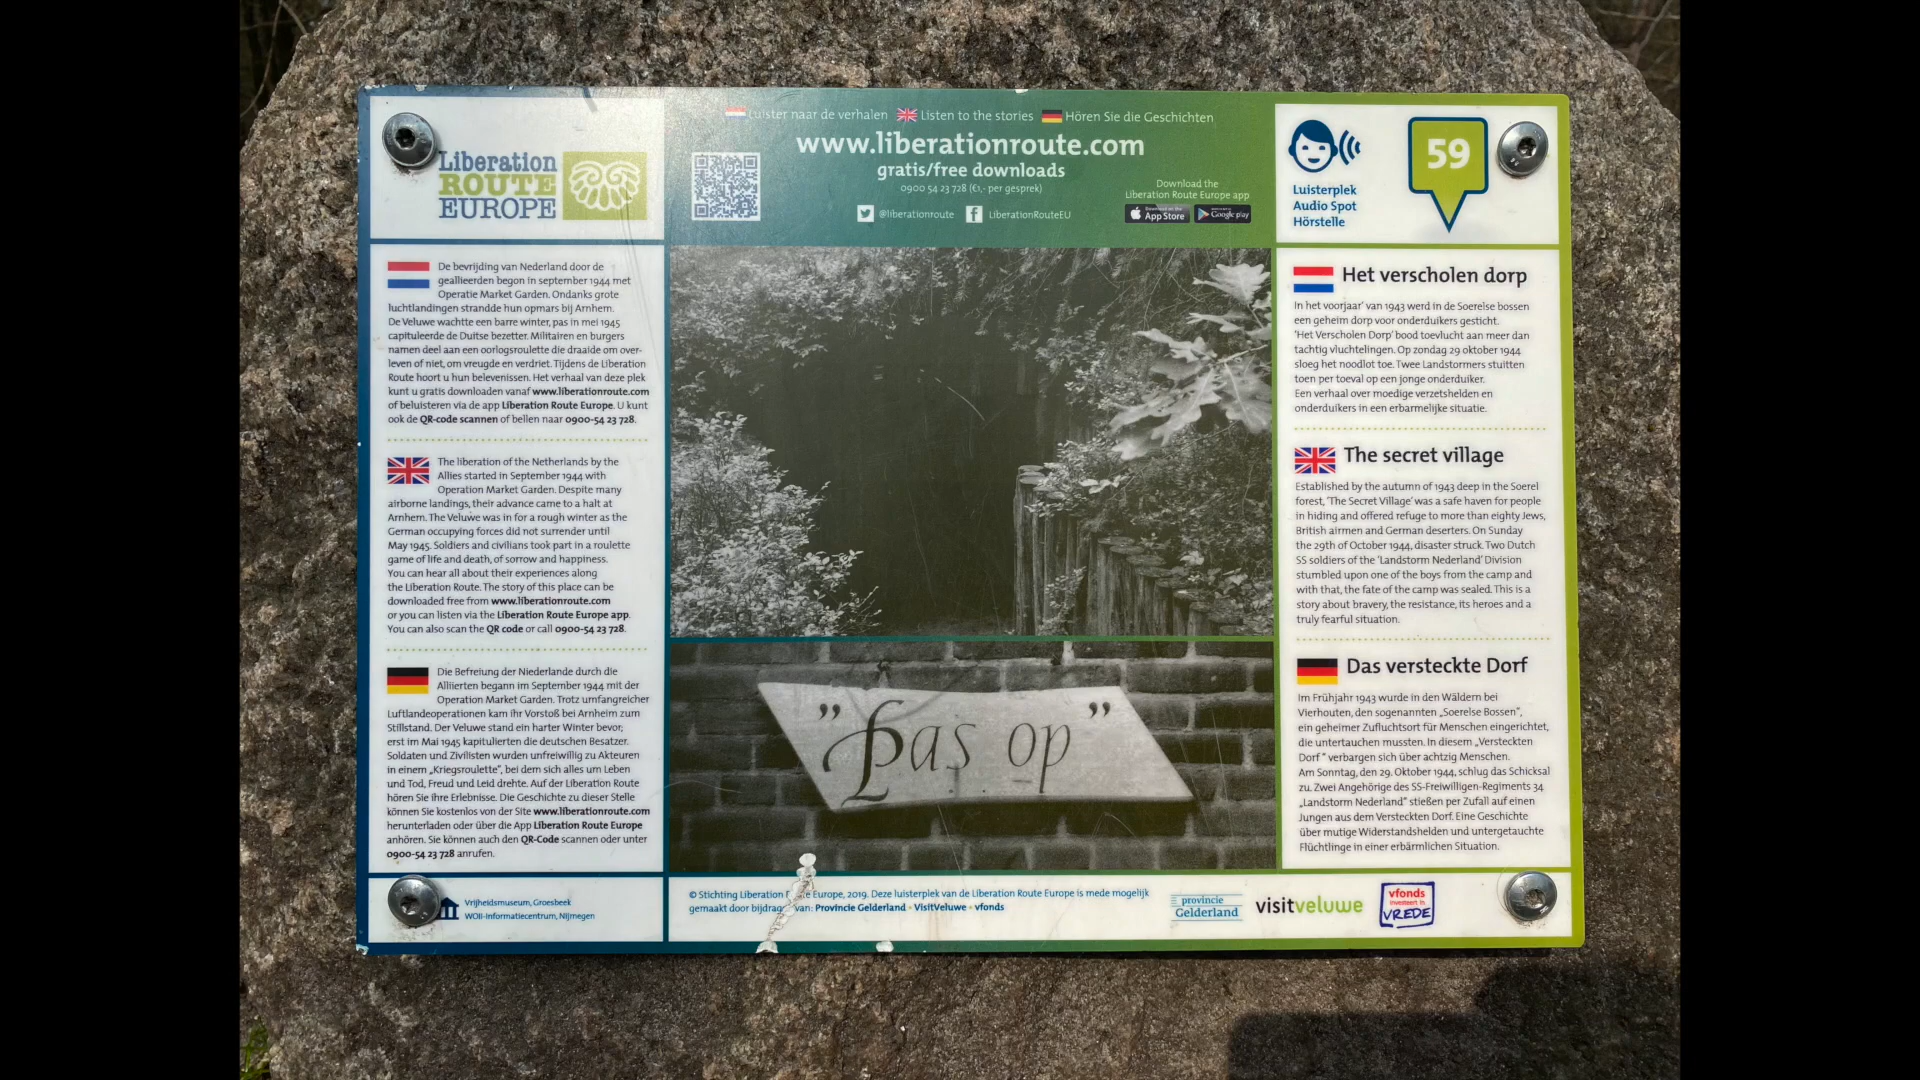 Liberation
ROUTE
EUROPE
Luister naar de verhalen Listen to the stories Hören Sie die Geschichten
www.liberationroute.com
gratis/free downloads
0900 54 23 728 (€1,- per gesprek)
@liberationroute LiberationRouteEU
Download the
Liberation Route Europe app
App Store Google play
Luisterplek
Audio Spot
Hörstelle
59
De bevrijding van Nederland door de
geallieerden begon in september 1944 met
Operatie Market Garden. Ondanks grote
luchtlandingen strandde hun opmars bij Arnhem.
De Veluwe wachtte een barre winter, pas in mei 1945
capituleerde de Duitse bezetter. Militairen en burgers
namen deel aan een oorlogsroulette die draaide om over-
leven of niet, om vreugde en verdriet. Tijdens de Liberation
Route hoort u hun belevenissen. Het verhaal van deze plek
kunt u gratis downloaden vanaf www.liberationroute.com
of beluisteren via de app Liberation Route Europe. U kunt
ook de QR-code scannen of bellen naar 0900-54 23 728.
The liberation of the Netherlands by the
Allies started in September 1944 with
Operation Market Garden. Despite many
airborne landings, their advance came to a halt at
Arnhem. The Veluwe was in for a rough winter as the
German occupying forces did not surrender until
May 1945. Soldiers and civilians took part in a roulette
game of life and death, of sorrow and happiness.
You can hear all about their experiences along
the Liberation Route. The story of this place can be
downloaded free from www.liberationroute.com
or you can listen via the Liberation Route Europe app.
You can also scan the QR code or call 0900-54 23 728.
Die Befreiung der Niederlande durch die
Alliierten begann im September 1944 mit der
Operation Market Garden. Trotz umfangreicher
Luftlandeoperationen kam ihr Vorstoß bei Arnheim zum
Stillstand. Der Veluwe stand ein harter Winter bevor;
erst im Mai 1945 kapitulierten die deutschen Besatzer.
Soldaten und Zivilisten wurden unfreiwillig zu Akteuren
in einem „Kriegsroulette“, bei dem sich alles um Leben
und Tod, Freud und Leid drehte. Auf der Liberation Route
hören Sie ihre Erlebnisse. Die Geschichte zu dieser Stelle
können Sie kostenlos von der Site www.liberationroute.com
herunterladen oder über die App Liberation Route Europe
anhören. Sie können auch den QR-Code scannen oder unter
0900-54 23 728 anrufen.
"Pas op"
Het verscholen dorp
In het voorjaar' van 1943 werd in de Soerelse bossen
een geheim dorp voor onderduikers gesticht.
'Het Verscholen Dorp' bood toevlucht aan meer dan
tachtig vluchtelingen. Op zondag 29 oktober 1944
sloeg het noodlot toe. Twee Landstormers stuitten
toen per toeval op een jonge onderduiker.
Een verhaal over moedige verzetshelden en
onderduikers in een erbarmelijke situatie.
The secret village
Established by the autumn of 1943 deep in the Soerel
forest, 'The Secret Village' was a safe haven for people
in hiding and offered refuge to more than eighty Jews,
British airmen and German deserters. On Sunday
the 29th of October 1944, disaster struck. Two Dutch
SS soldiers of the 'Landstorm Nederland' Division
stumbled upon one of the boys from the camp and
with that, the fate of the camp was sealed. This is a
story about bravery, the resistance, its heroes and a
truly fearful situation.
Das versteckte Dorf
Im Frühjahr 1943 wurde in den Wäldern bei
Vierhouten, den sogenannten „Soerelse Bossen“,
ein geheimer Zufluchtsort für Menschen eingerichtet,
die untertauchen mussten. In diesem „Versteckten
Dorf “ verbargen sich über achtzig Menschen.
Am Sonntag, den 29. Oktober 1944, schlug das Schicksal
zu. Zwei Angehörige des SS-Freiwilligen-Regiments 34
„Landstorm Nederland“ stießen per Zufall auf einen
Jungen aus dem Versteckten Dorf. Eine Geschichte
über mutige Widerstandshelden und untergetauchte
Flüchtlinge in einer erbärmlichen Situation.
Vrijheidsmuseum, Groesbeek
WOII-Informatiecentrum, Nijmegen
© Stichting Liberation Europe, 2019. Deze luisterplek van de Liberation Route Europe is mede mogelijk
gemaakt door van: Provincie Gelderland · VisitVeluwe · vfonds
provincie
Gelderland
visitveluwe
vfonds
investeert in
VREDE